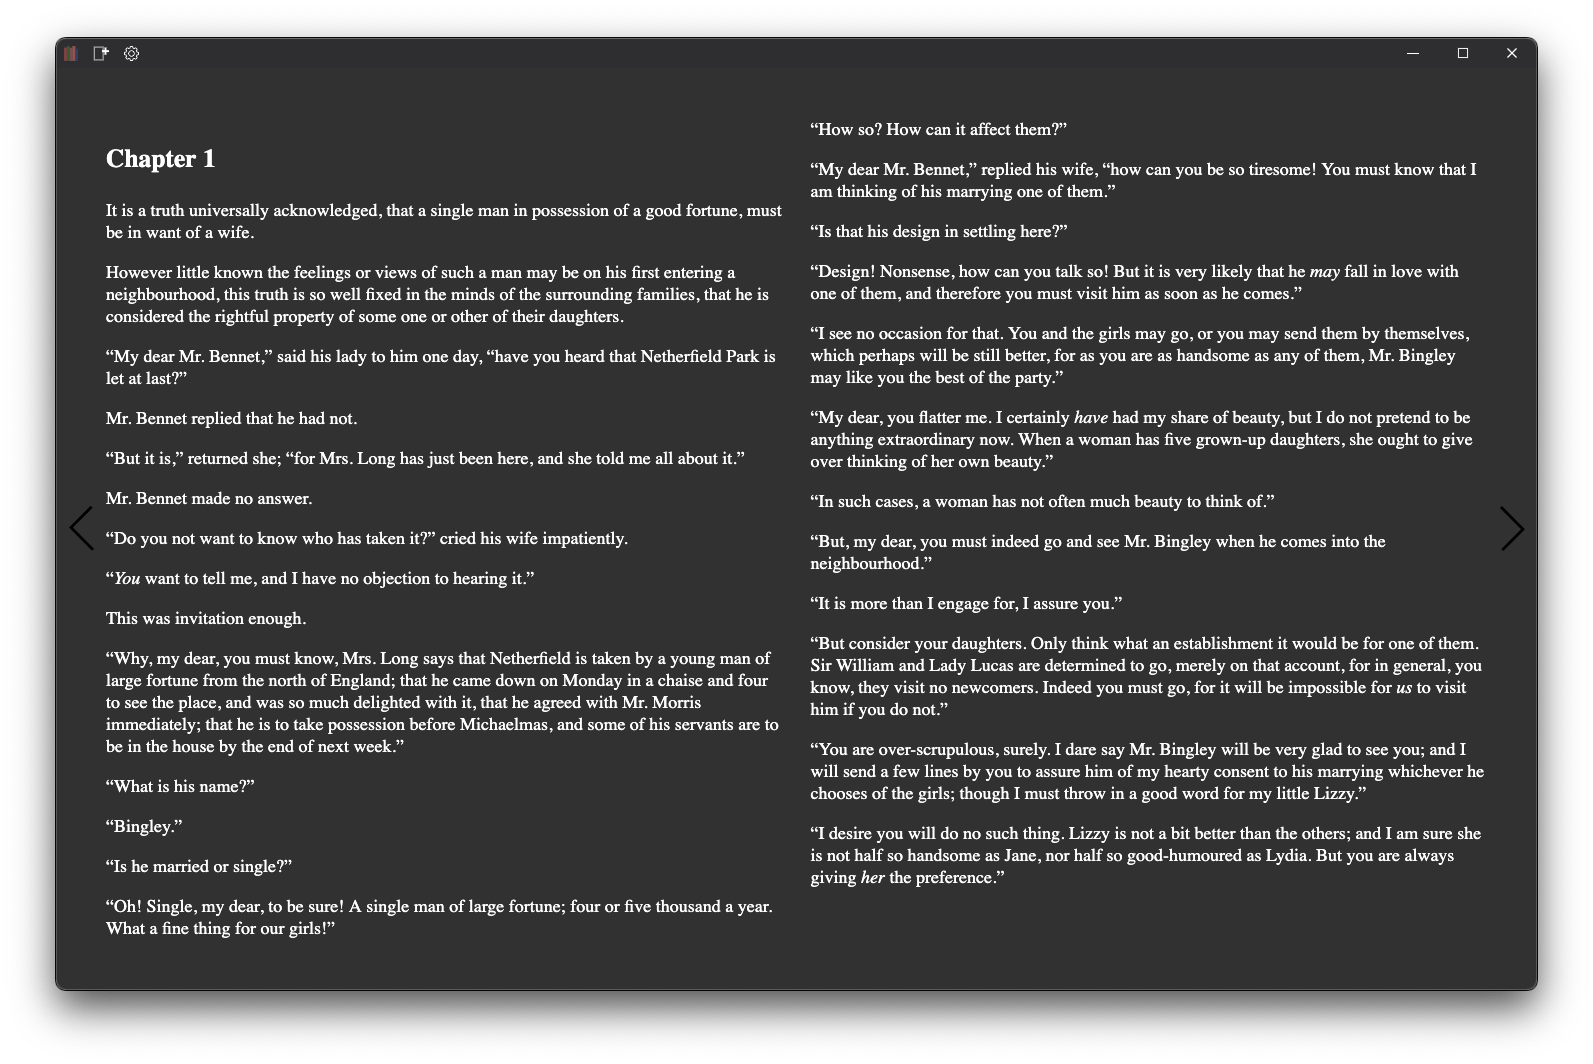 Chapter 1
It is a truth universally acknowledged, that a single man in possession of a good fortune, must
be in want of a wife.
However little known the feelings or views of such a man may be on his first entering a
neighbourhood, this truth is so well fixed in the minds of the surrounding families, that he is
considered the rightful property of some one or other of their daughters.
“My dear Mr. Bennet,” said his lady to him one day, “have you heard that Netherfield Park is
let at last?”
Mr. Bennet replied that he had not.
“But it is,” returned she; “for Mrs. Long has just been here, and she told me all about it.”
Mr. Bennet made no answer.
“Do you not want to know who has taken it?” cried his wife impatiently.
“You want to tell me, and I have no objection to hearing it.”
This was invitation enough.
“Why, my dear, you must know, Mrs. Long says that Netherfield is taken by a young man of
large fortune from the north of England; that he came down on Monday in a chaise and four
to see the place, and was so much delighted with it, that he agreed with Mr. Morris
immediately; that he is to take possession before Michaelmas, and some of his servants are to
be in the house by the end of next week.”
“What is his name?”
“Bingley.”
“Is he married or single?”
“Oh! Single, my dear, to be sure! A single man of large fortune; four or five thousand a year.
What a fine thing for our girls!”
“How so? How can it affect them?”
“My dear Mr. Bennet,” replied his wife, “how can you be so tiresome! You must know that I
am thinking of his marrying one of them.”
“Is that his design in settling here?”
“Design! Nonsense, how can you talk so! But it is very likely that he may fall in love with
one of them, and therefore you must visit him as soon as he comes.”
“I see no occasion for that. You and the girls may go, or you may send them by themselves,
which perhaps will be still better, for as you are as handsome as any of them, Mr. Bingley
may like you the best of the party.”
“My dear, you flatter me. I certainly have had my share of beauty, but I do not pretend to be
anything extraordinary now. When a woman has five grown-up daughters, she ought to give
over thinking of her own beauty.”
“In such cases, a woman has not often much beauty to think of.”
“But, my dear, you must indeed go and see Mr. Bingley when he comes into the
neighbourhood.”
“It is more than I engage for, I assure you.”
“But consider your daughters. Only think what an establishment it would be for one of them.
Sir William and Lady Lucas are determined to go, merely on that account, for in general, you
know, they visit no newcomers. Indeed you must go, for it will be impossible for us to visit
him if you do not.”
“You are over-scrupulous, surely. I dare say Mr. Bingley will be very glad to see you; and I
will send a few lines by you to assure him of my hearty consent to his marrying whichever he
chooses of the girls; though I must throw in a good word for my little Lizzy.”
“I desire you will do no such thing. Lizzy is not a bit better than the others; and I am sure she
is not half so handsome as Jane, nor half so good-humoured as Lydia. But you are always
giving her the preference.”